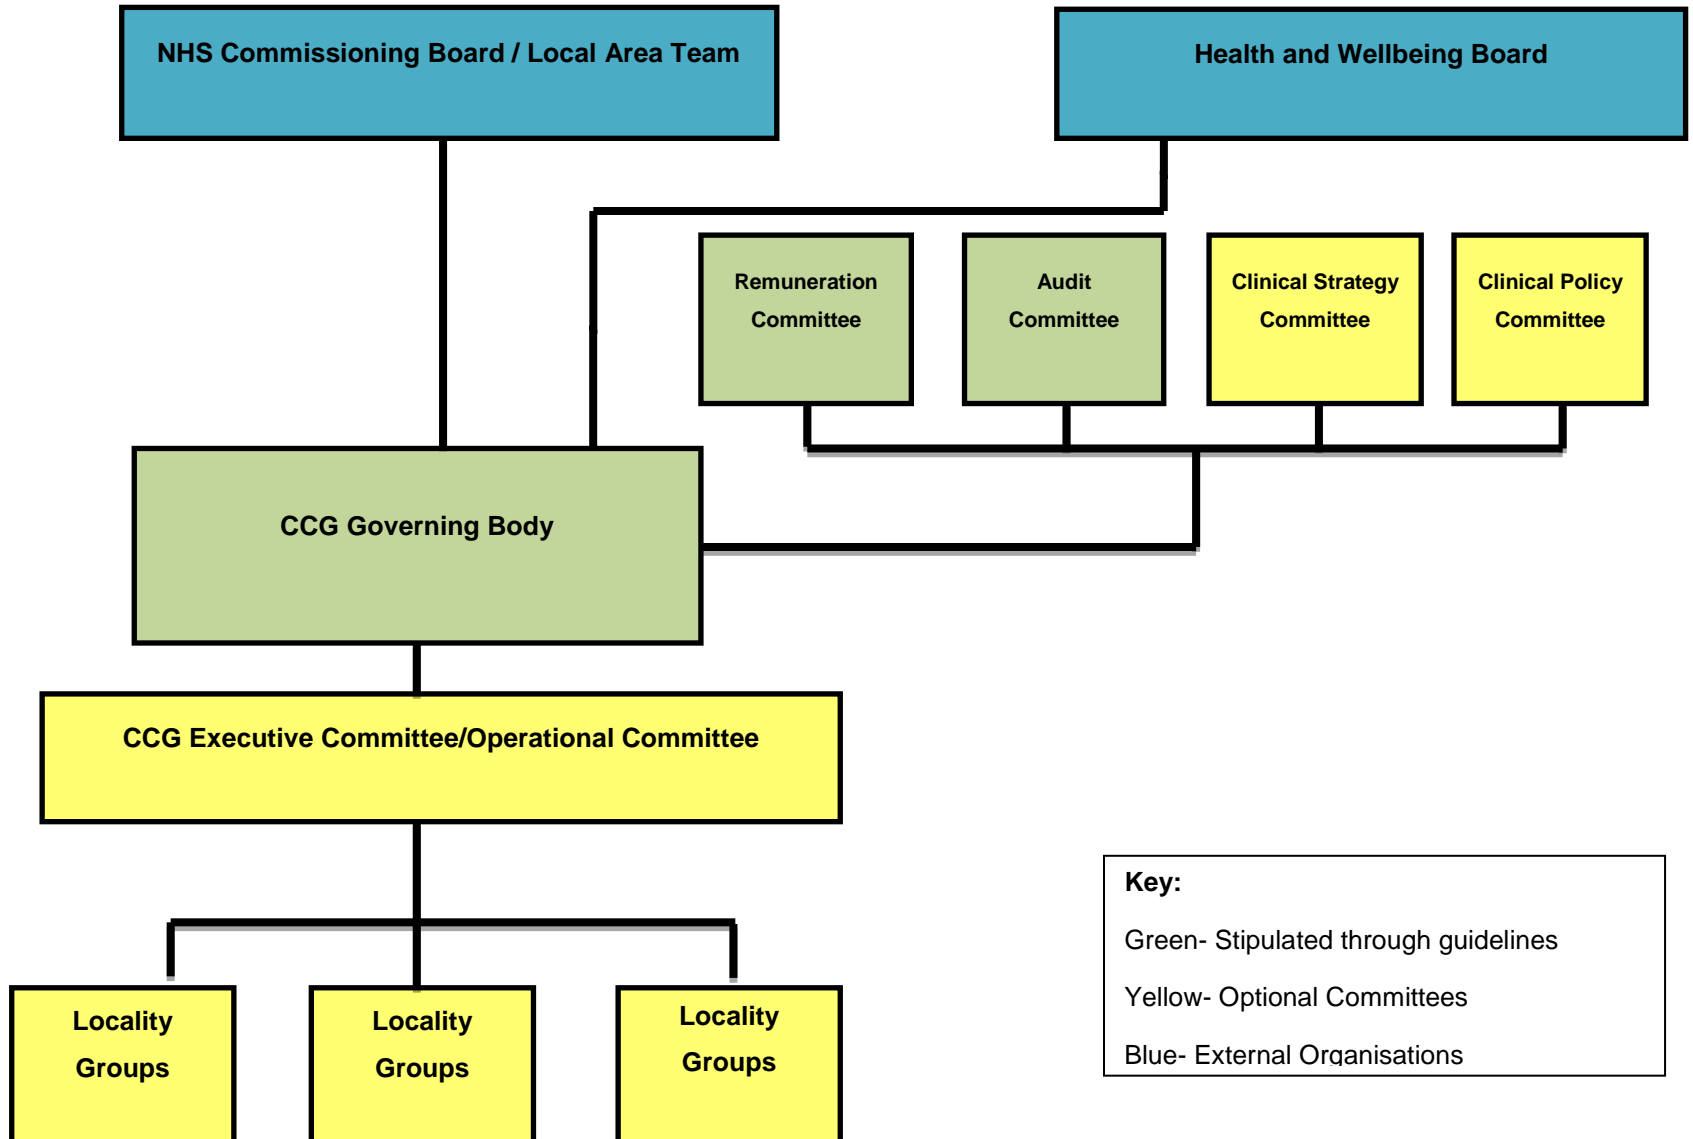 NHS Commissioning Board / Local Area Team
Health and Wellbeing Board
Remuneration
Committee
Audit
Committee
Clinical Strategy
Committee
Clinical Policy
Committee
CCG Governing Body
CCG Executive Committee/Operational Committee
Locality
Groups
Locality
Groups
Locality
Groups
Key:
Green- Stipulated through guidelines
Yellow- Optional Committees
Blue- External Organisations